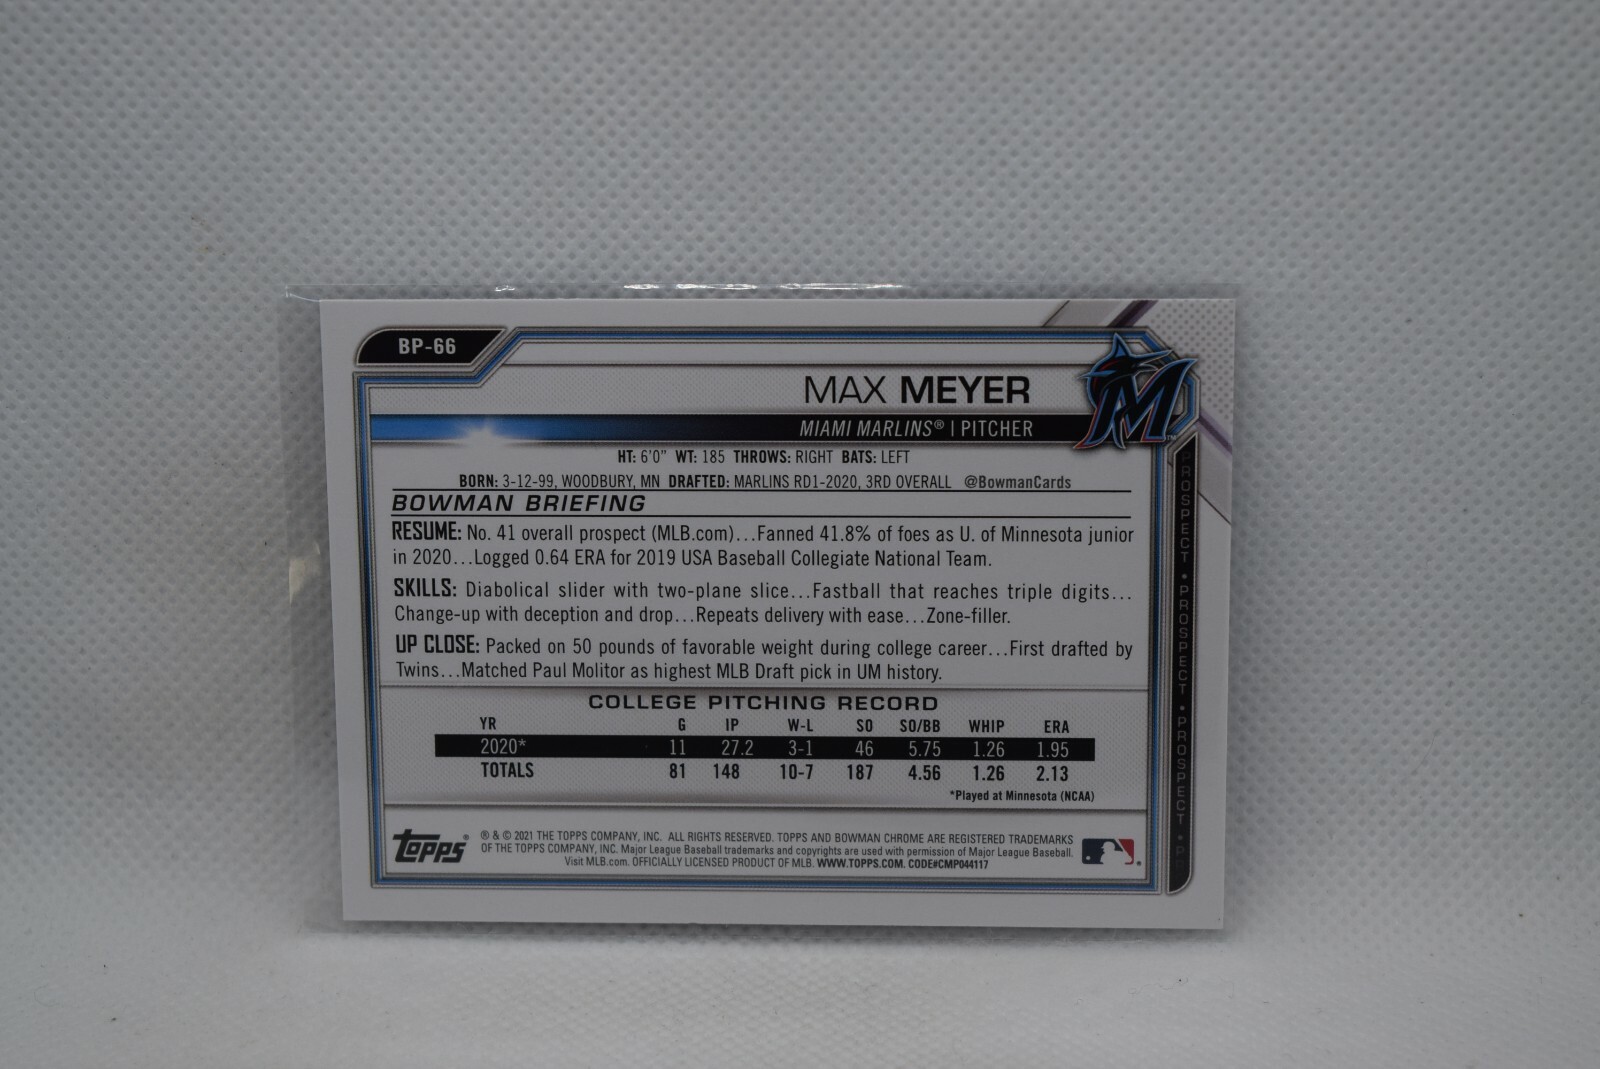 BP-66
MAX MEYER
MIAMI MARLINS® | PITCHER
HT: 6'0" WT: 185 THROWS: RIGHT BATS: LEFT
BORN: 3-12-99, WOODBURY, MN DRAFTED: MARLINS RD1-2020, 3RD OVERALL @BowmanCards
BOWMAN BRIEFING
RESUME: No. 41 overall prospect (MLB.com)...Fanned 41.8% of foes as U. of Minnesota junior
in 2020...Logged 0.64 ERA for 2019 USA Baseball Collegiate National Team.
SKILLS: Diabolical slider with two-plane slice...Fastball that reaches triple digits...
Change-up with deception and drop...Repeats delivery with ease...Zone-filler.
UP CLOSE: Packed on 50 pounds of favorable weight during college career...First drafted by
Twins...Matched Paul Molitor as highest MLB Draft pick in UM history.
COLLEGE PITCHING RECORD
YR G IP W-L SO SO/BB WHIP ERA
2020* 11 27.2 3-1 46 5.75 1.26 1.95
TOTALS 81 148 10-7 187 4.56 1.26 2.13
*Played at Minnesota (NCAA)
topps®
® & © 2021 THE TOPPS COMPANY, INC. ALL RIGHTS RESERVED. TOPPS AND BOWMAN CHROME ARE REGISTERED TRADEMARKS
OF THE TOPPS COMPANY, INC. Major League Baseball trademarks and copyrights are used with permission of Major League Baseball.
Visit MLB.com. OFFICIALLY LICENSED PRODUCT OF MLB. WWW.TOPPS.COM. CODE#CMP044117
M™
PROSPECT • PROSPECT • PROSPECT • P